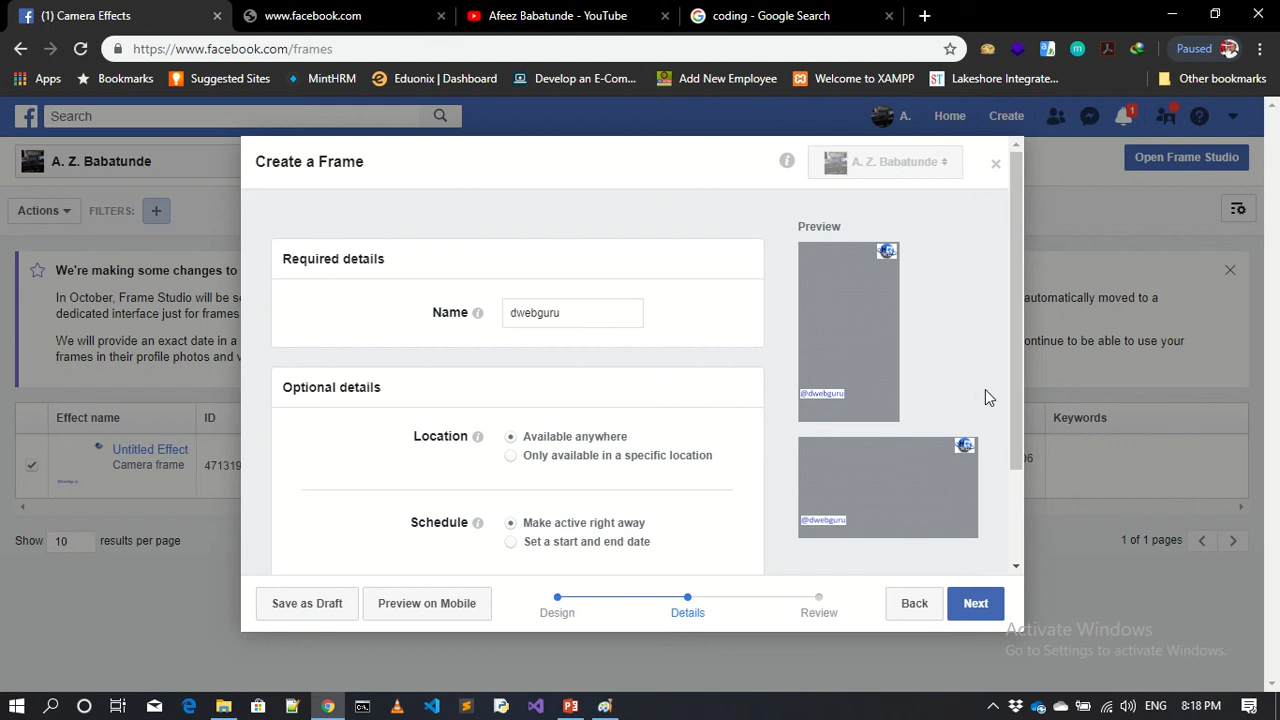 Camera Effects
www.facebook.com
Afeez Babatunde - YouTube
coding - Google Search
https://www.facebook.com/frames
Paused
Apps
Bookmarks
Suggested Sites
MintHRM
Eduonix | Dashboard
Develop an E-Com...
Add New Employee
Welcome to XAMPP
Lakeshore Integrate...
Other bookmarks
Search
A.
Home
Create
1
A. Z. Babatunde
Open Frame Studio
Actions
FILTERS:
We're making some changes to
In October, Frame Studio will be s
dedicated interface just for frames
automatically moved to a
We will provide an exact date in a
frames in their profile photos and v
continue to be able to use your
Effect name
ID
Keywords
Untitled Effect
Camera frame
471319
06
Show
10
results per page
1 of 1 pages
Create a Frame
A. Z. Babatunde
Required details
Name
dwebguru
Optional details
Location
Available anywhere
Only available in a specific location
Schedule
Make active right away
Set a start and end date
Preview
@dwebguru
@dwebguru
Save as Draft
Preview on Mobile
Design
Details
Review
Back
Next
Activate Windows
Go to Settings to activate Windows.
ENG
8:18 PM